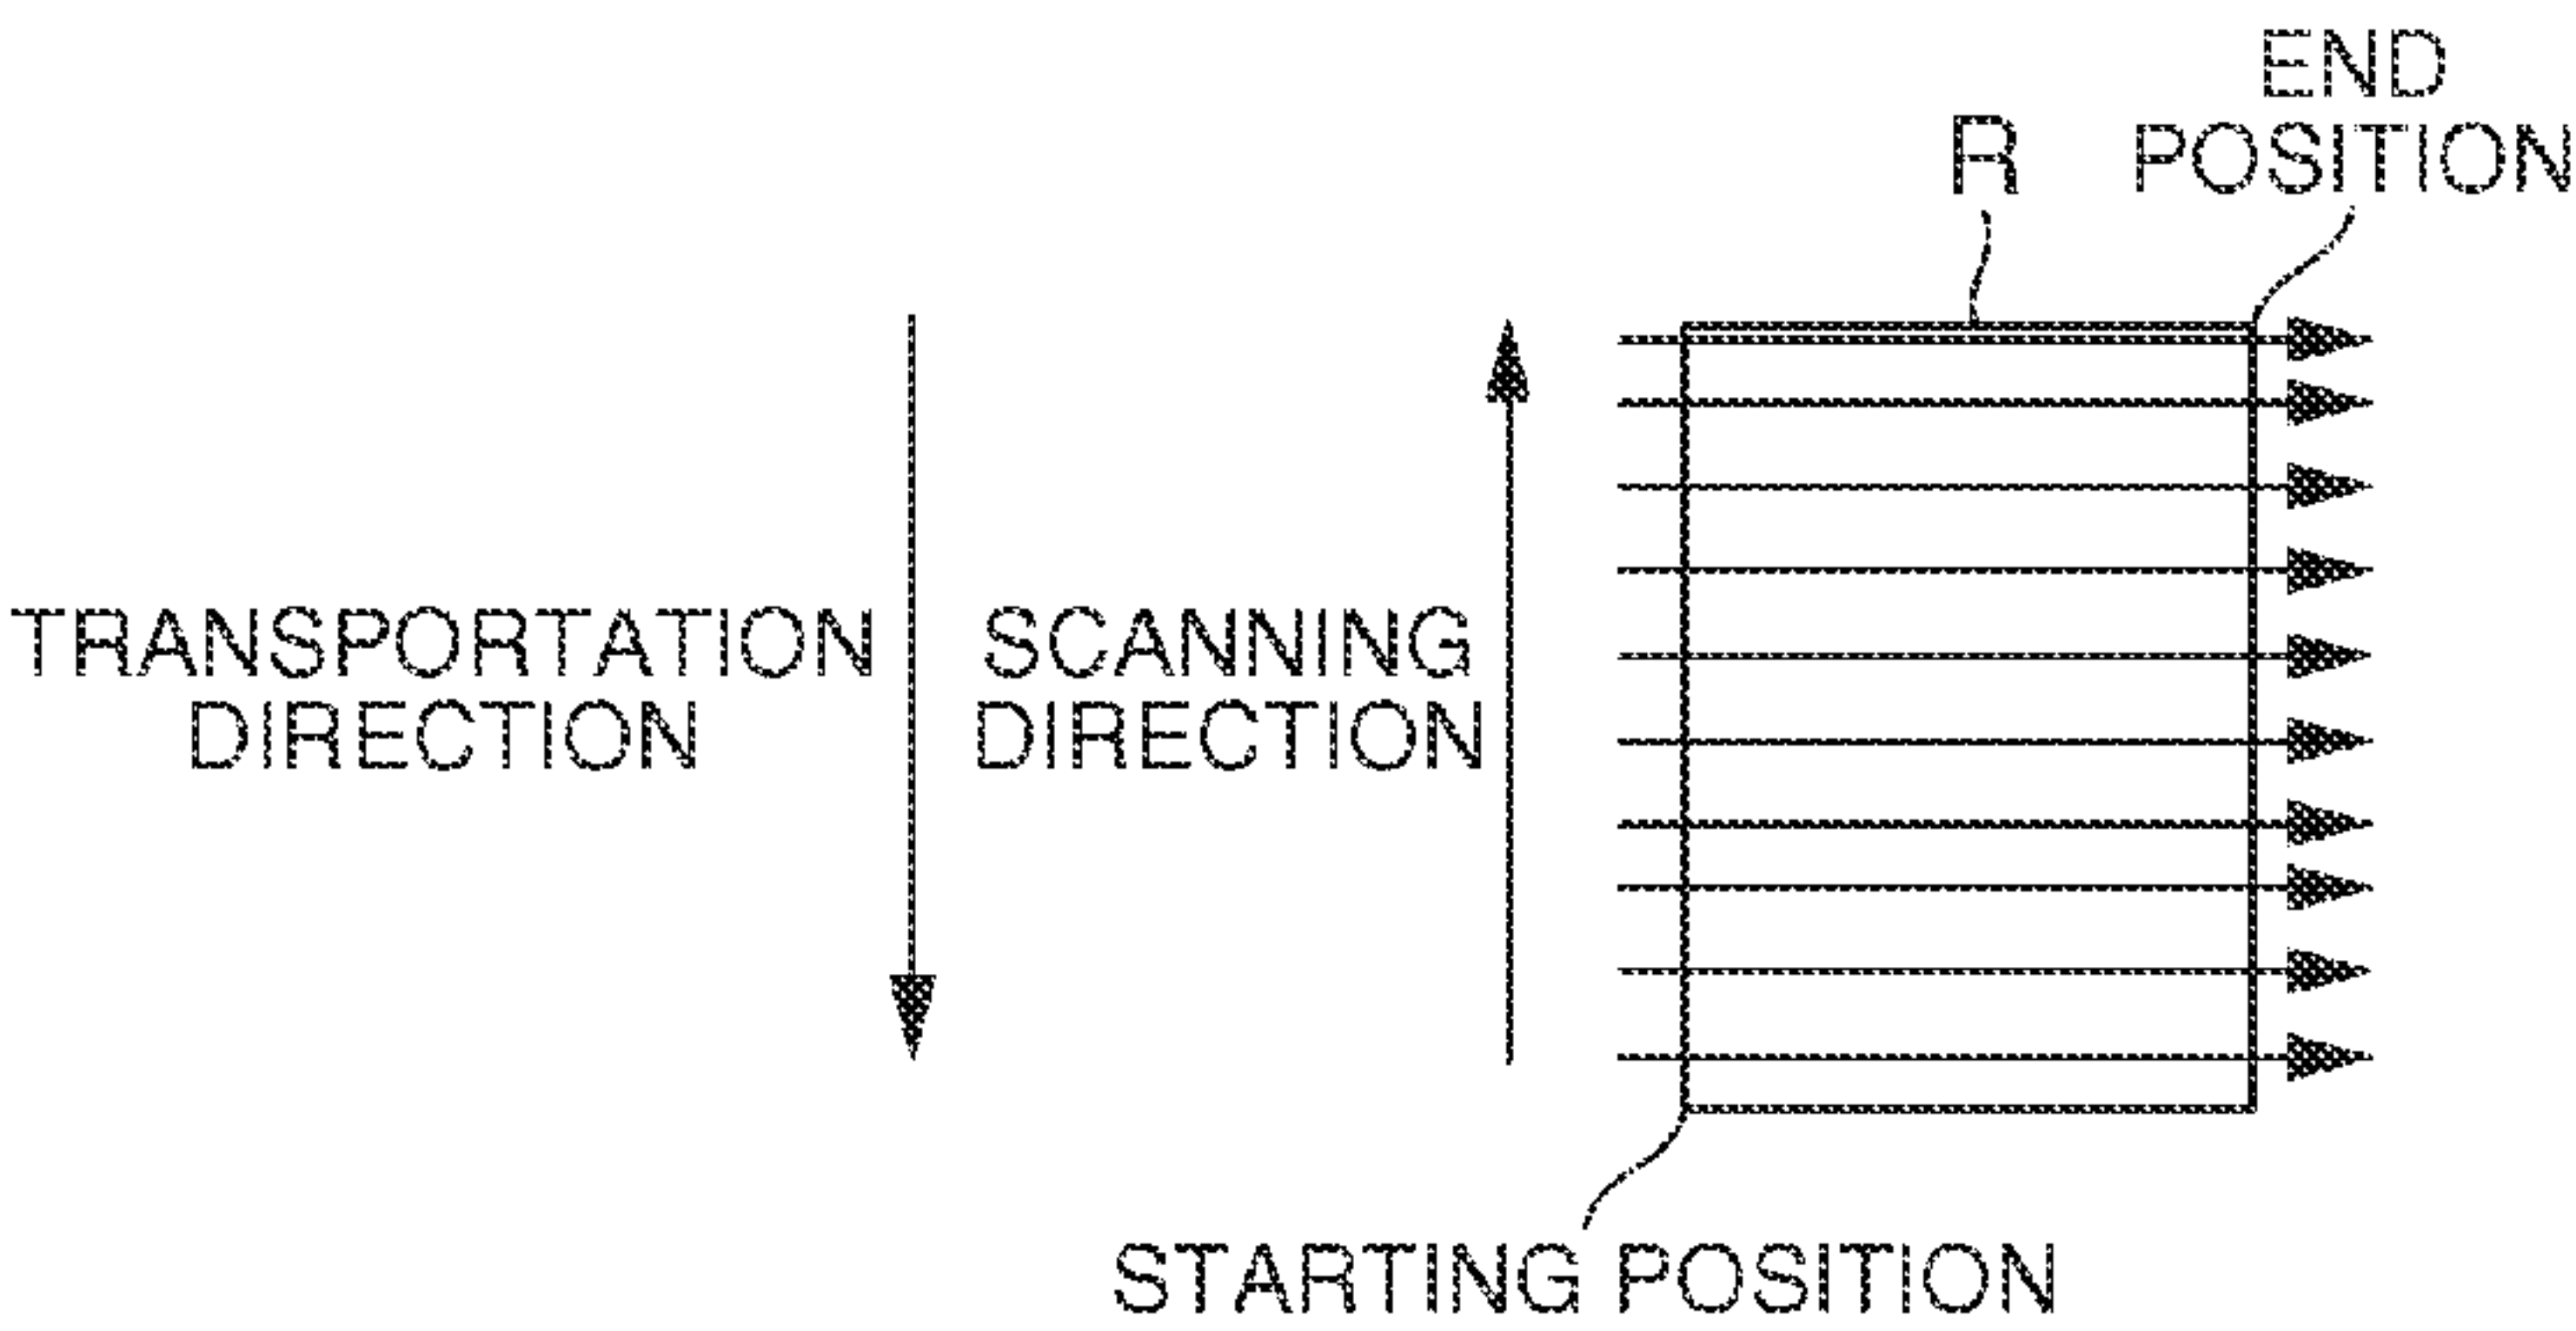 END
R POSITION
TRANSPORTATION
DIRECTION
SCANNING
DIRECTION
STARTING POSITION